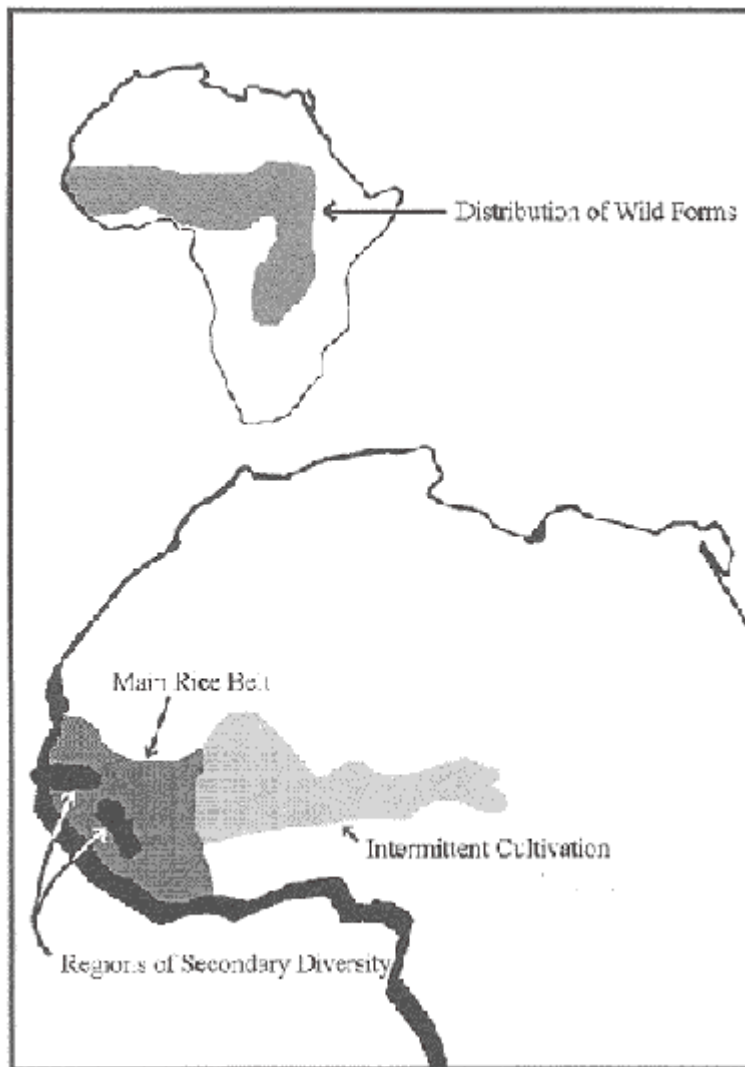 Distribution of Wild Forms
Main Rice Belt
Intermittent Cultivation
Regions of Secondary Diversity